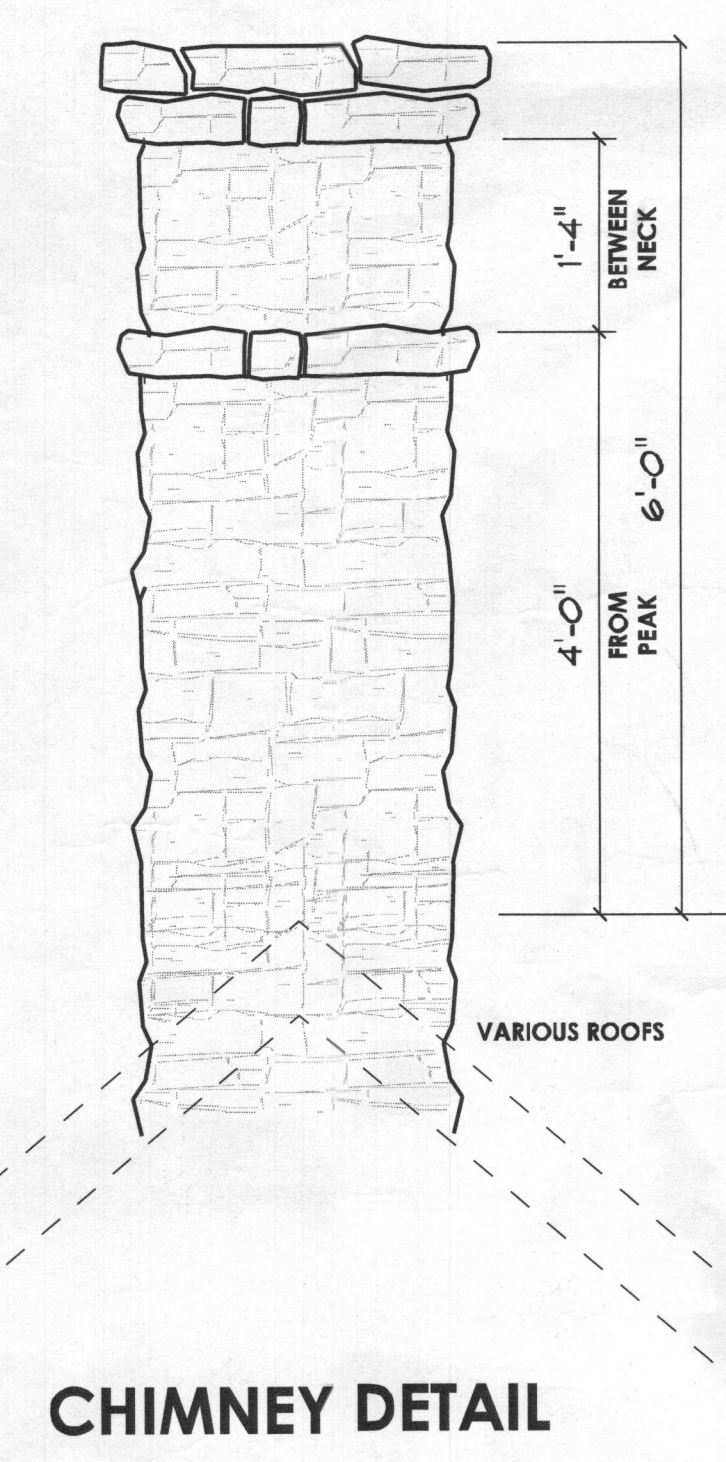 1'-4"
BETWEEN
NECK
6'-0"
4'-0"
FROM
PEAK
VARIOUS ROOFS
CHIMNEY DETAIL